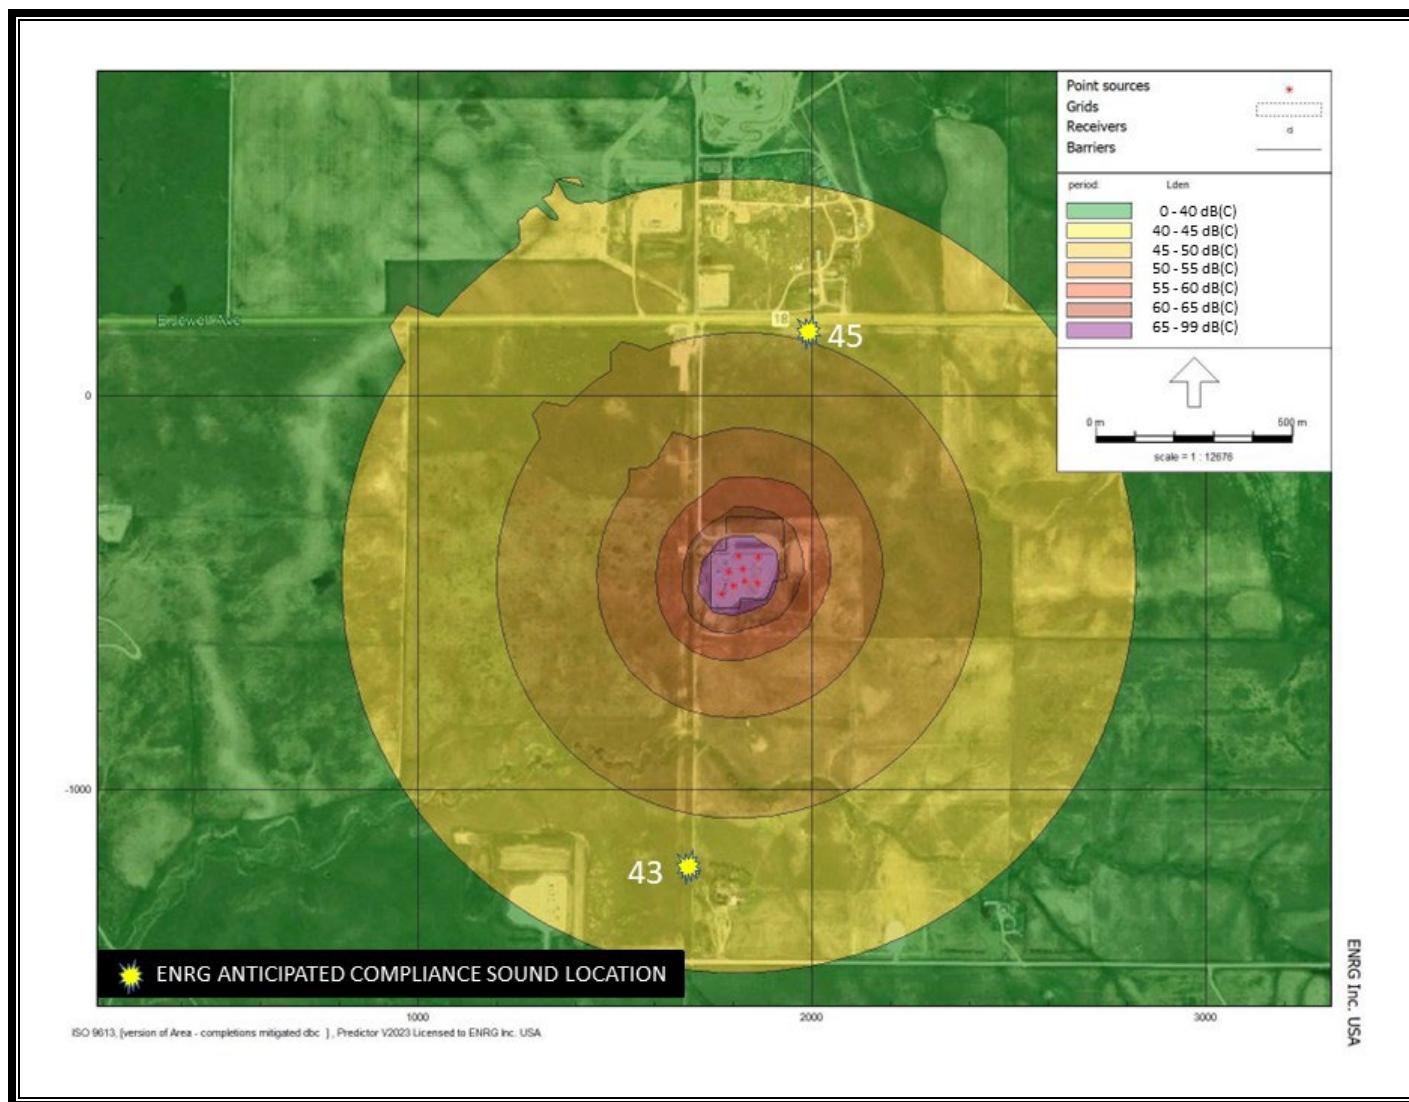 Point sources
Grids
Receivers
Barriers
period: Lden
0 - 40 dB(C)
40 - 45 dB(C)
45 - 50 dB(C)
50 - 55 dB(C)
55 - 60 dB(C)
60 - 65 dB(C)
65 - 99 dB(C)
0 m 500 m
scale = 1 : 12676
E Jewell Ave
18
45
0
-1000
43
ENRG ANTICIPATED COMPLIANCE SOUND LOCATION
1000 2000 3000
ISO 9613, [version of Area - completions mitigated dbc ] , Predictor V2023 Licensed to ENRG Inc. USA
ENRG Inc. USA